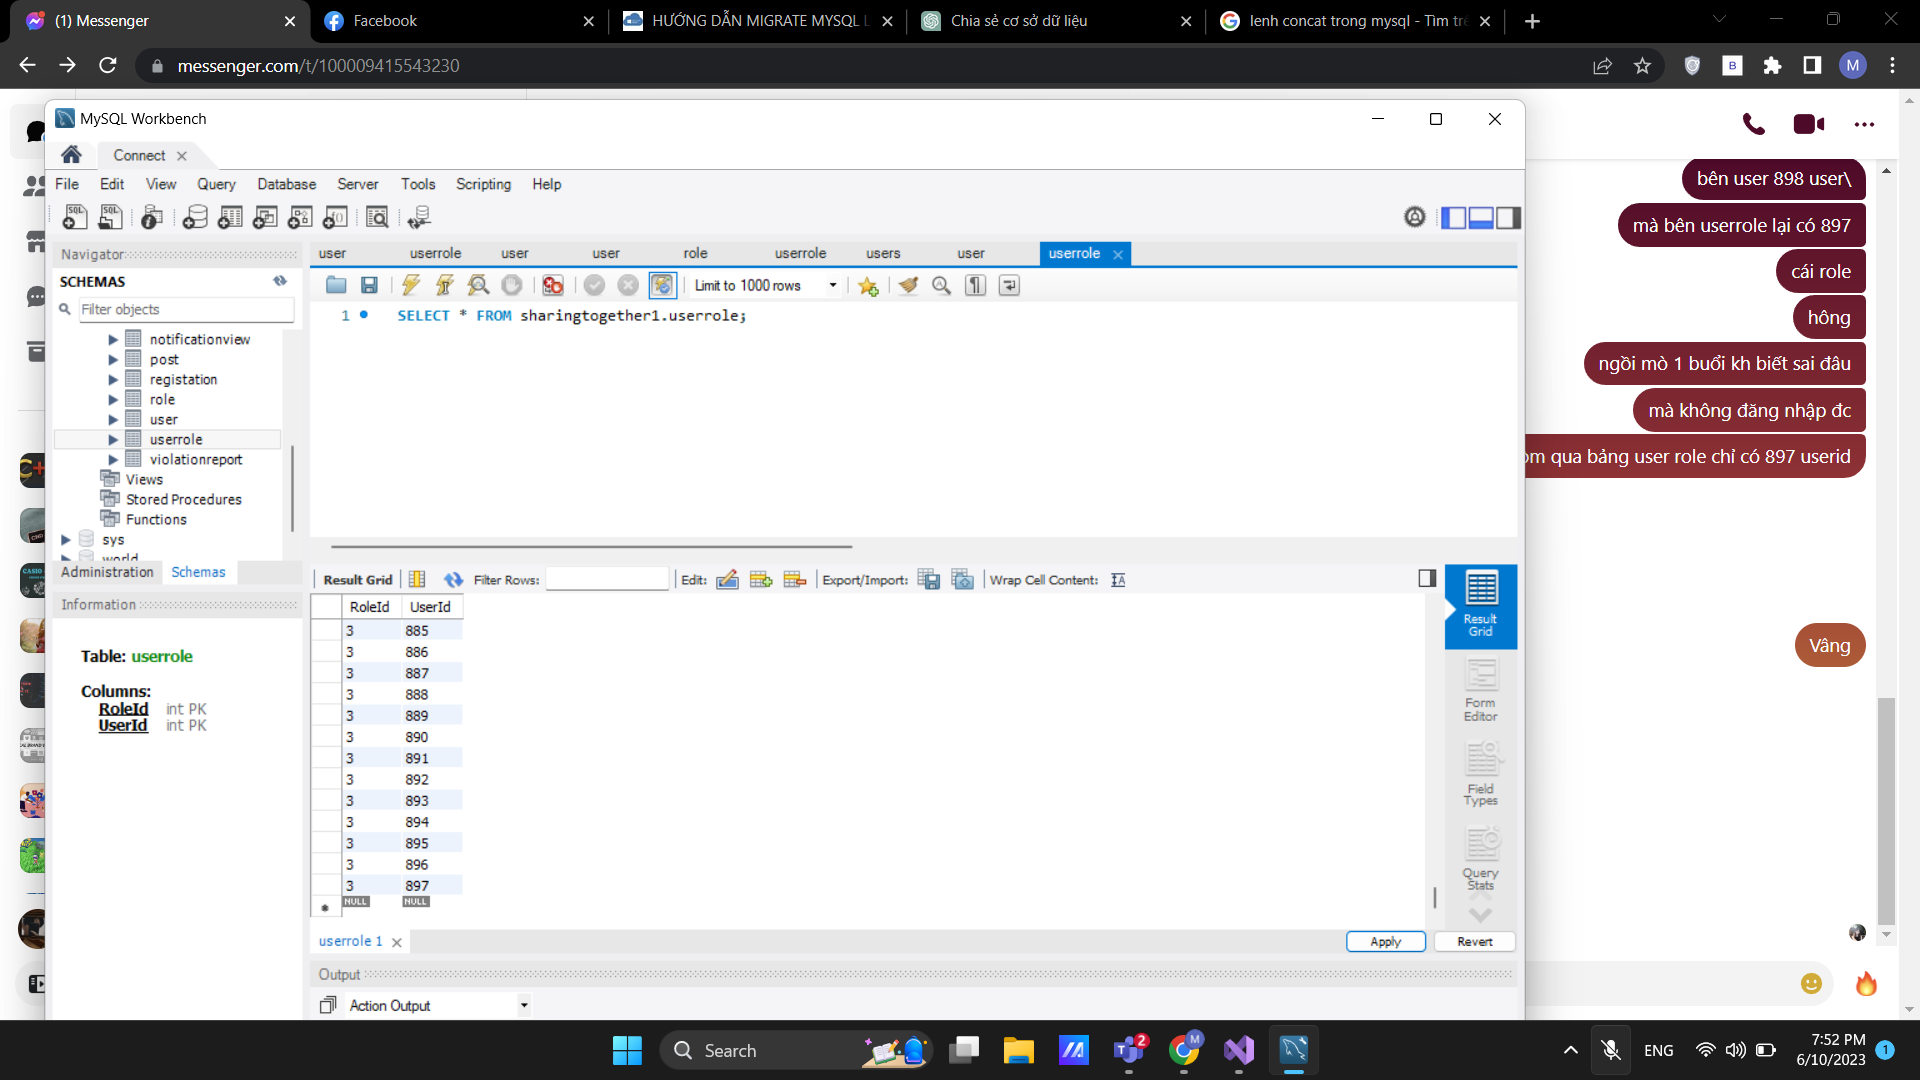 (1) Messenger
Facebook
HƯỚNG DẪN MIGRATE MYSQL L
Chia sẻ cơ sở dữ liệu
lenh concat trong mysql - Tìm trê
messenger.com/t/100009415543230
B
M
MySQL Workbench
Connect
File Edit View Query Database Server Tools Scripting Help
Navigator
SCHEMAS
Filter objects
notificationview
post
registation
role
user
userrole
violationreport
Views
Stored Procedures
Functions
sys
world
Administration Schemas
Information
Table: userrole
Columns:
RoleId int PK
UserId int PK
user userrole user user role userrole users user userrole
Limit to 1000 rows
1 SELECT * FROM sharingtogether1.userrole;
Result Grid Filter Rows: Edit: Export/Import: Wrap Cell Content:
RoleId UserId
3 885
3 886
3 887
3 888
3 889
3 890
3 891
3 892
3 893
3 894
3 895
3 896
3 897
NULL NULL
Result Grid
Form Editor
Field Types
Query Stats
userrole 1
Apply Revert
Output
Action Output
bên user 898 user\
mà bên userrole lại có 897
cái role
hông
ngồi mò 1 buổi kh biết sai đâu
mà không đăng nhập đc
om qua bảng user role chỉ có 897 userid
Vâng
Search
2
M
ENG
7:52 PM
6/10/2023
1